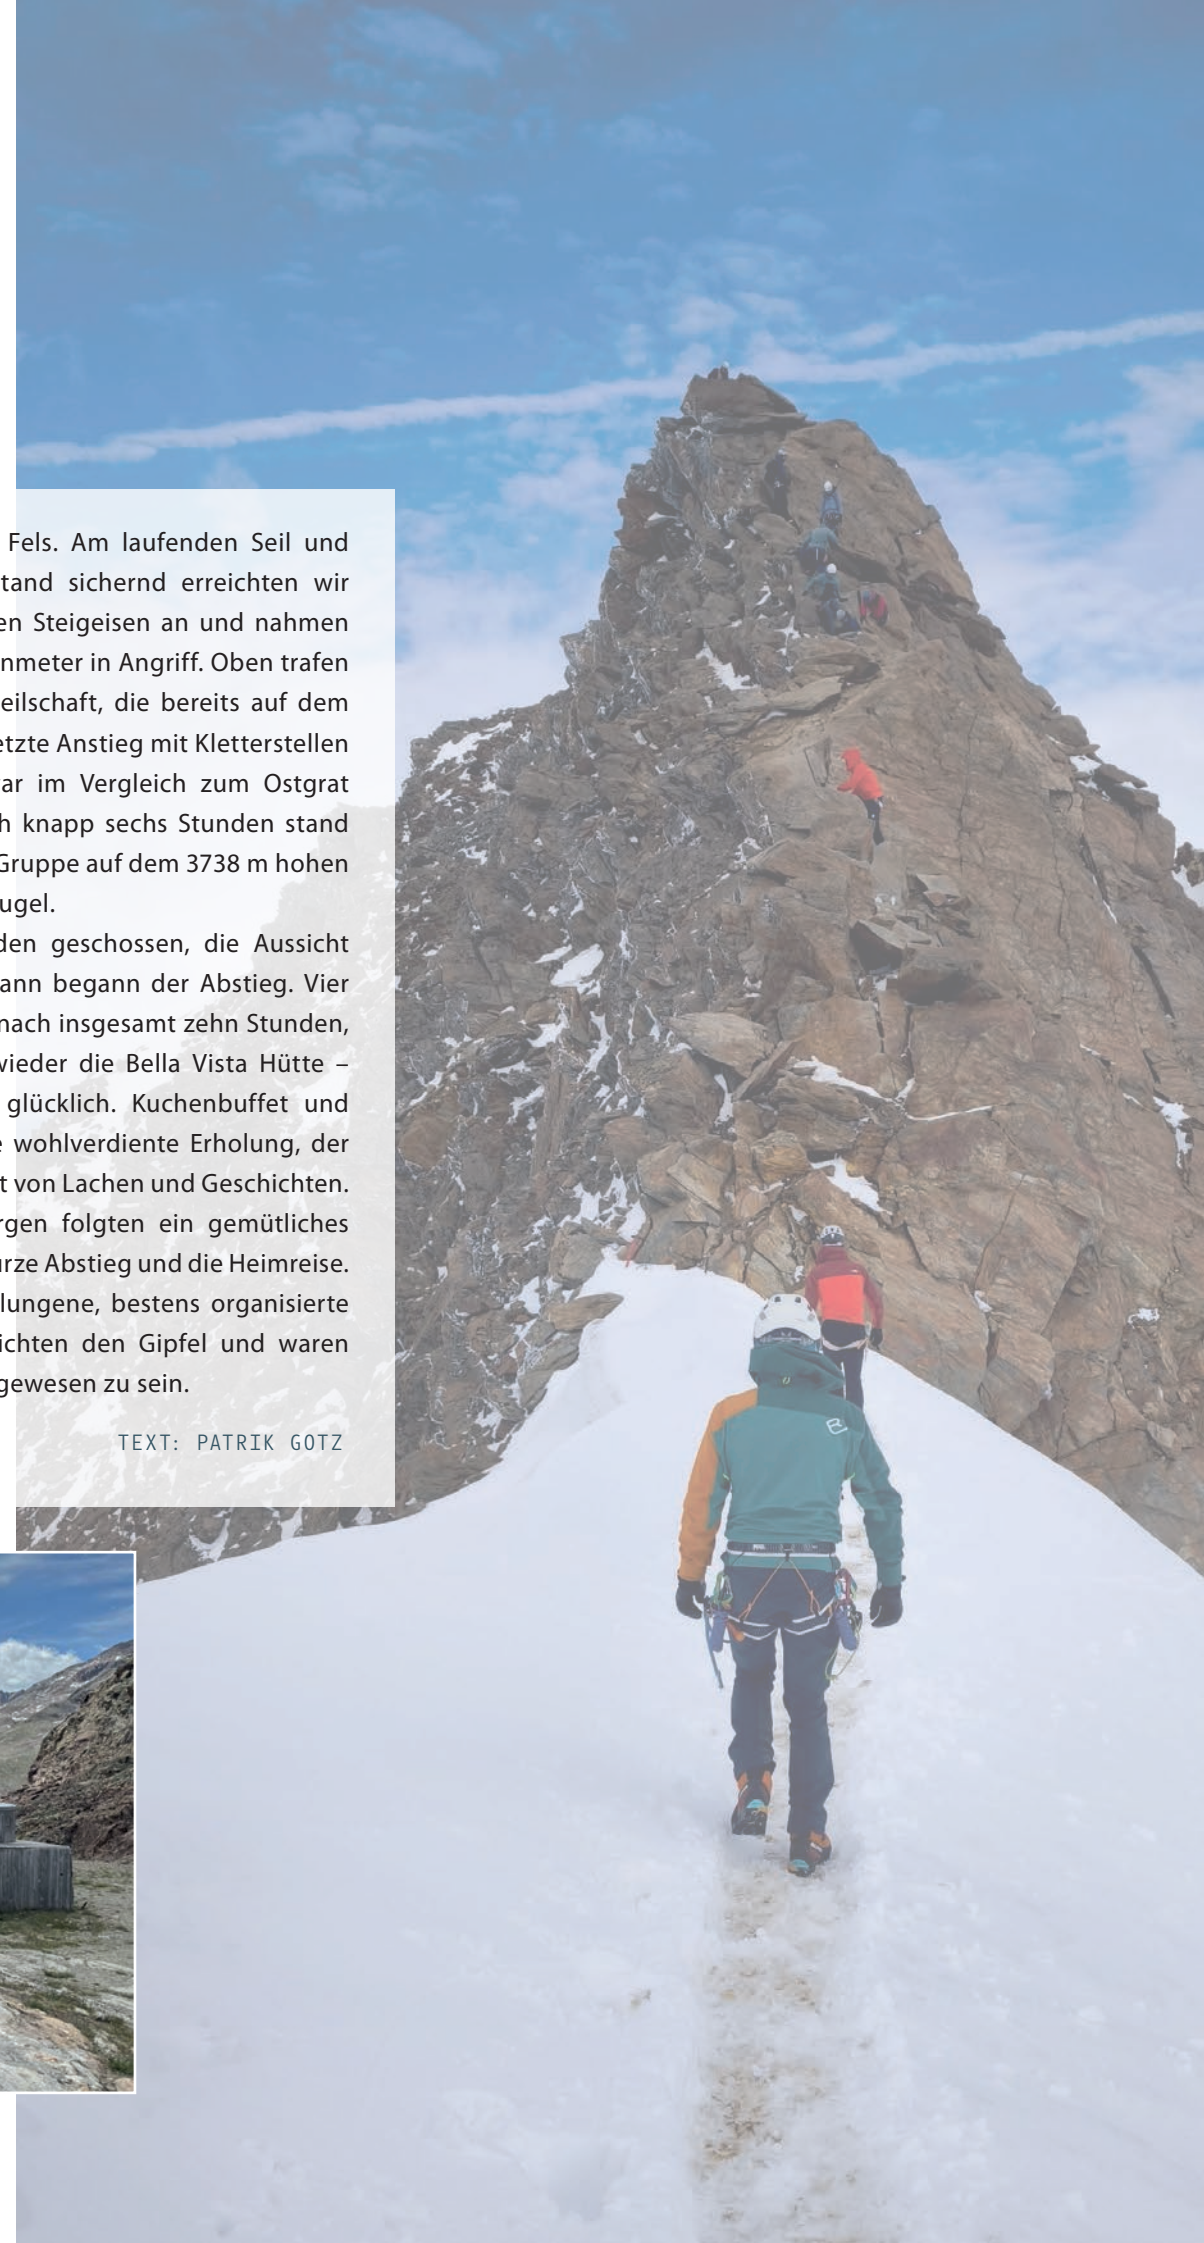 Fels. Am laufenden Seil und
tand sichernd erreichten wir
en Steigeisen an und nahmen
nmeter in Angriff. Oben trafen
eilschaft, die bereits auf dem
etzte Anstieg mit Kletterstellen
ar im Vergleich zum Ostgrat
h knapp sechs Stunden stand
Gruppe auf dem 3738 m hohen
ugel.
den geschossen, die Aussicht
ann begann der Abstieg. Vier
nach insgesamt zehn Stunden,
wieder die Bella Vista Hütte –
glücklich. Kuchenbuffet und
e wohlverdiente Erholung, der
t von Lachen und Geschichten.
rgen folgten ein gemütliches
urze Abstieg und die Heimreise.
lungene, bestens organisierte
ichten den Gipfel und waren
gewesen zu sein.
TEXT: PATRIK GOTZ